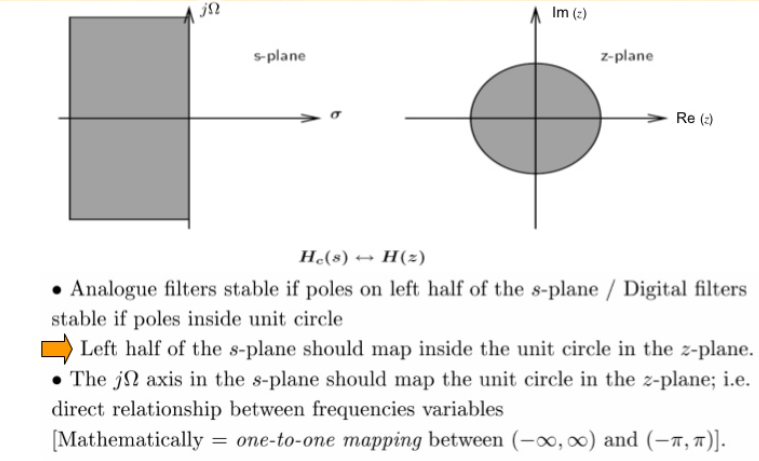 jΩ
Im (z)
s-plane
z-plane
σ
Re (z)
H_c(s) ↔ H(z)
• Analogue filters stable if poles on left half of the s-plane / Digital filters
stable if poles inside unit circle
Left half of the s-plane should map inside the unit circle in the z-plane.
• The jΩ axis in the s-plane should map the unit circle in the z-plane; i.e.
direct relationship between frequencies variables
[Mathematically = one-to-one mapping between (−∞, ∞) and (−π, π)].